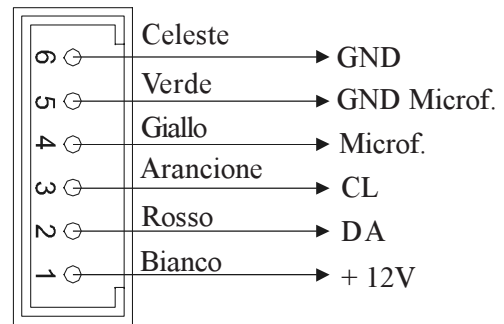 6 Celeste GND
5 Verde GND Microf.
4 Giallo Microf.
3 Arancione CL
2 Rosso DA
1 Bianco + 12V